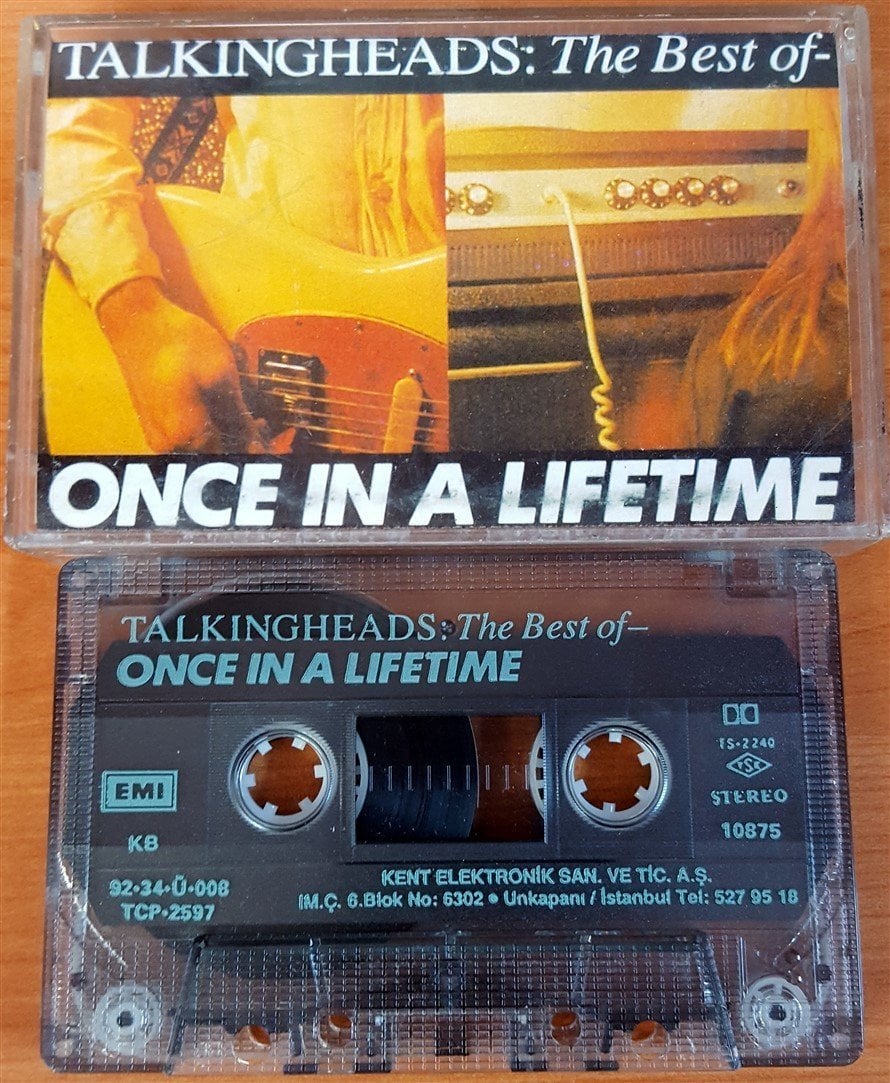 TALKINGHEADS: The Best of-
ONCE IN A LIFETIME
TALKINGHEADS: The Best of—
ONCE IN A LIFETIME
EMI
KB
92•34•Ü•008
TCP•2597
TS•2240
TSE
STEREO
10875
KENT ELEKTRONİK SAN. VE TİC. A.Ş.
İM.Ç. 6.Blok No: 6302 • Unkapanı / İstanbul Tel: 527 95 18